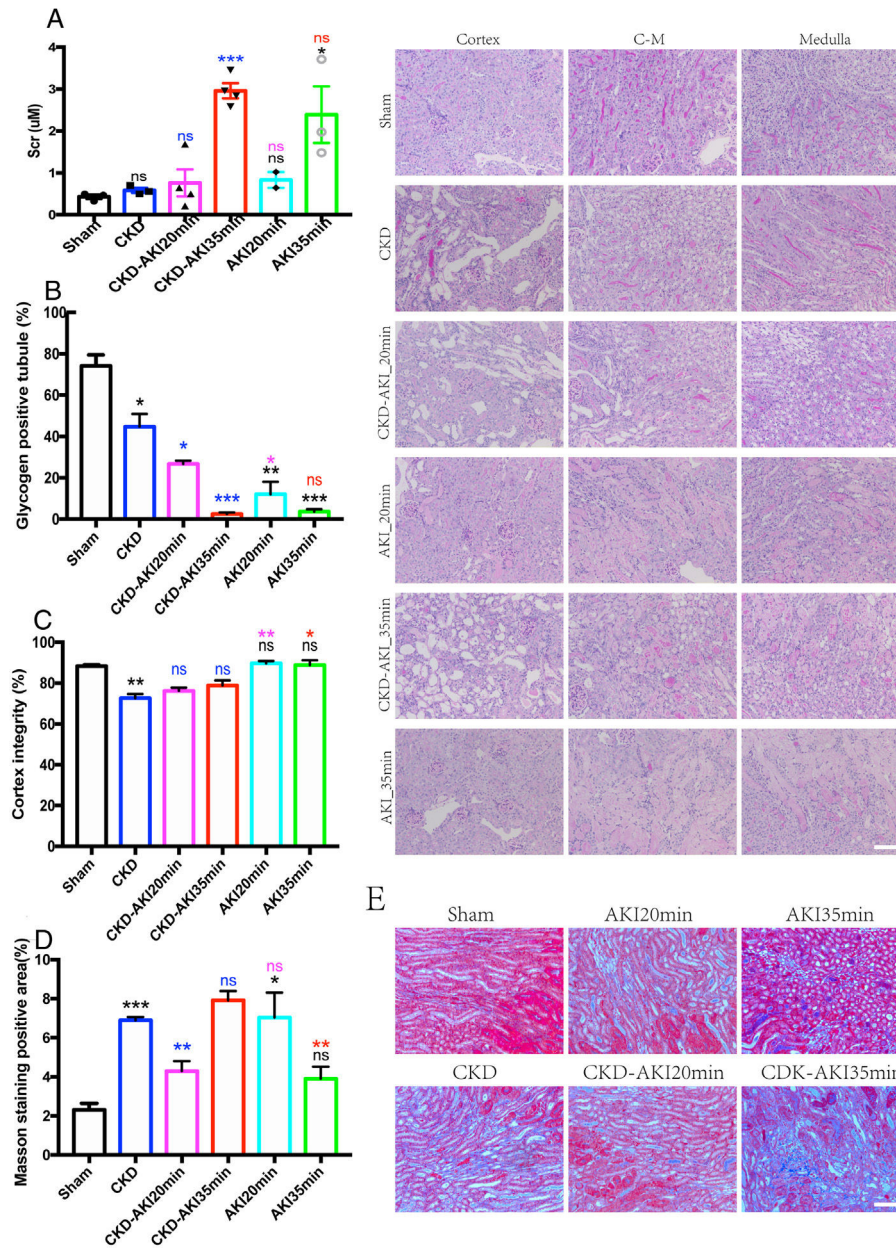 A
Scr (uM)
4
3
2
1
0
ns
ns
***
ns
ns
ns
*
Sham
CKD
CKD-AKI20min
CKD-AKI35min
AKI20min
AKI35min
B
Glycogen positive tubule (%)
100
80
60
40
20
0
*
*
***
*
**
ns
***
Sham
CKD
CKD-AKI20min
CKD-AKI35min
AKI20min
AKI35min
C
Cortex integrity (%)
100
80
60
40
20
0
**
ns
ns
**
ns
*
ns
Sham
CKD
CKD-AKI20min
CKD-AKI35min
AKI20min
AKI35min
D
Masson staining positive area(%)
10
8
6
4
2
0
***
**
ns
ns
*
**
ns
Sham
CKD
CKD-AKI20min
CKD-AKI35min
AKI20min
AKI35min
Cortex
C-M
Medulla
Sham
CKD
CKD-AKI_20min
AKI_20min
CKD-AKI_35min
AKI_35min
E
Sham
AKI20min
AKI35min
CKD
CKD-AKI20min
CDK-AKI35min